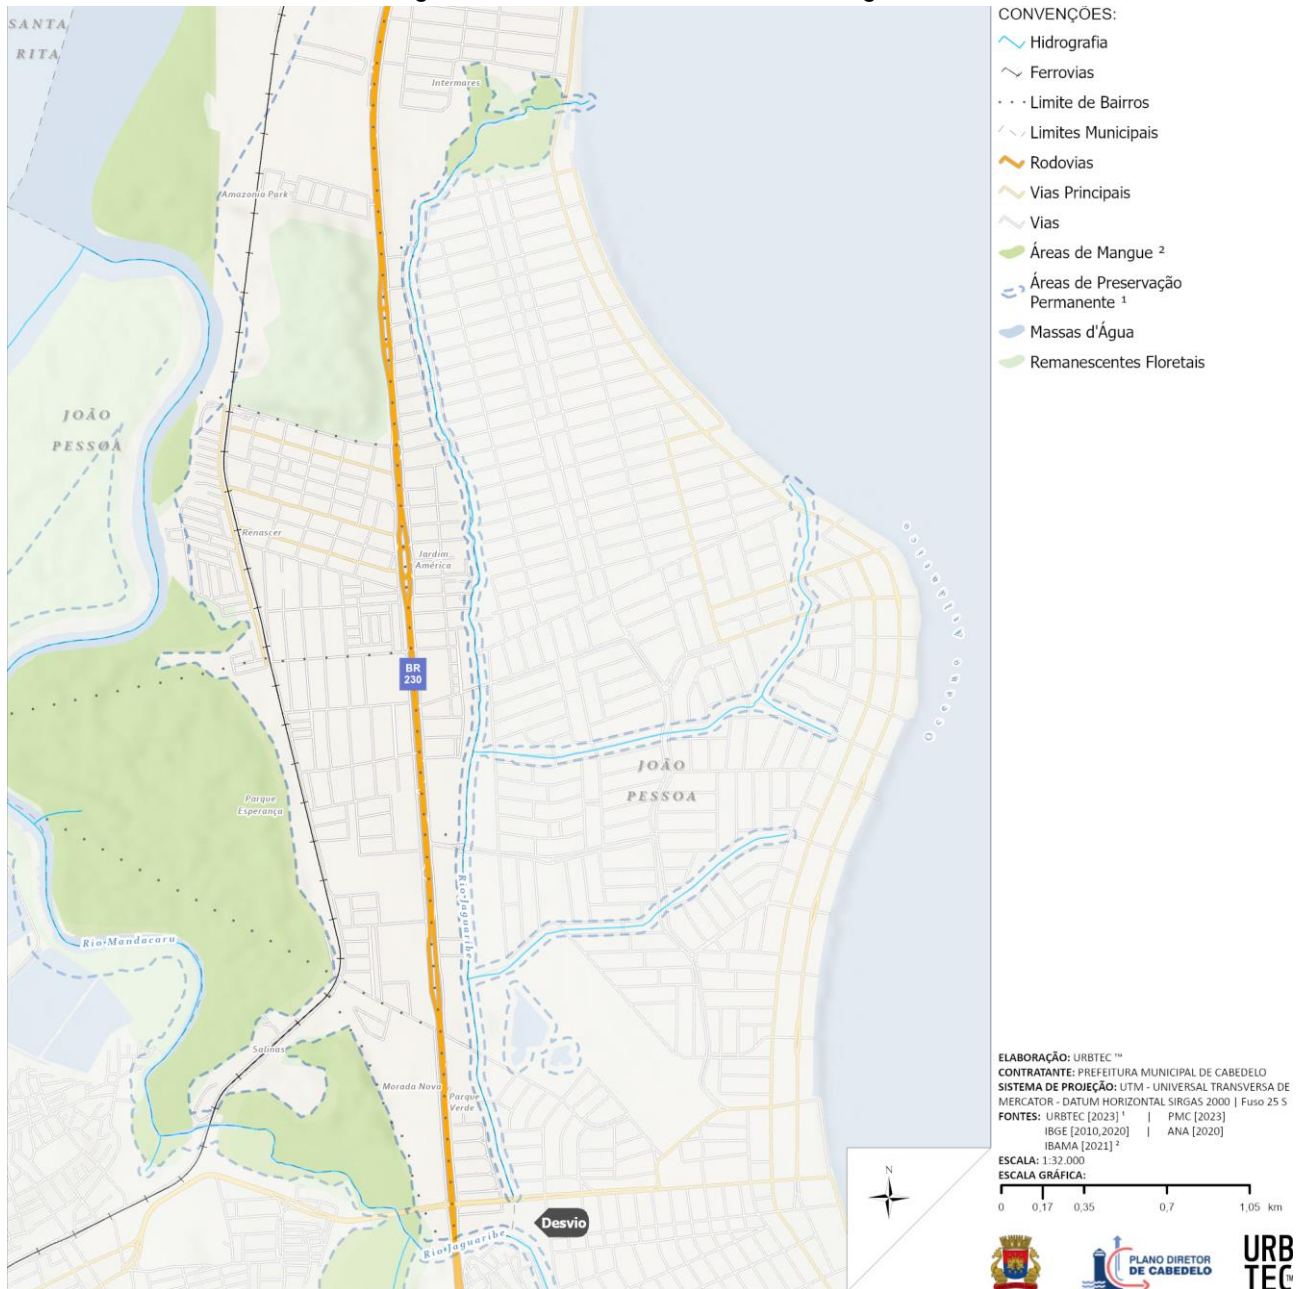 SANTA
RITA
Intermares
Amazonia Park
JOÃO
PESSOA
Renascer
Jardim
América
BR
230
Oceano Atlântico
JOÃO
PESSOA
Parque
Esperança
Rio Jaguaribe
Rio Mandacaru
Salinas
Morada Nova
Parque
Verde
Desvio
Rio Jaguaribe
CONVENÇÕES:
Hidrografia
Ferrovias
Limite de Bairros
Limites Municipais
Rodovias
Vias Principais
Vias
Áreas de Mangue ²
Áreas de Preservação
Permanente ¹
Massas d'Água
Remanescentes Floretais
ELABORAÇÃO: URBTEC ™
CONTRATANTE: PREFEITURA MUNICIPAL DE CABEDELO
SISTEMA DE PROJEÇÃO: UTM - UNIVERSAL TRANSVERSA DE
MERCATOR - DATUM HORIZONTAL SIRGAS 2000 | Fuso 25 S
FONTES: URBTEC [2023] ¹ | PMC [2023]
IBGE [2010,2020] | ANA [2020]
IBAMA [2021] ²
ESCALA: 1:32.000
ESCALA GRÁFICA:
0 0,17 0,35 0,7 1,05 km
N
PLANO DIRETOR
DE CABEDELO
URB
TEC™